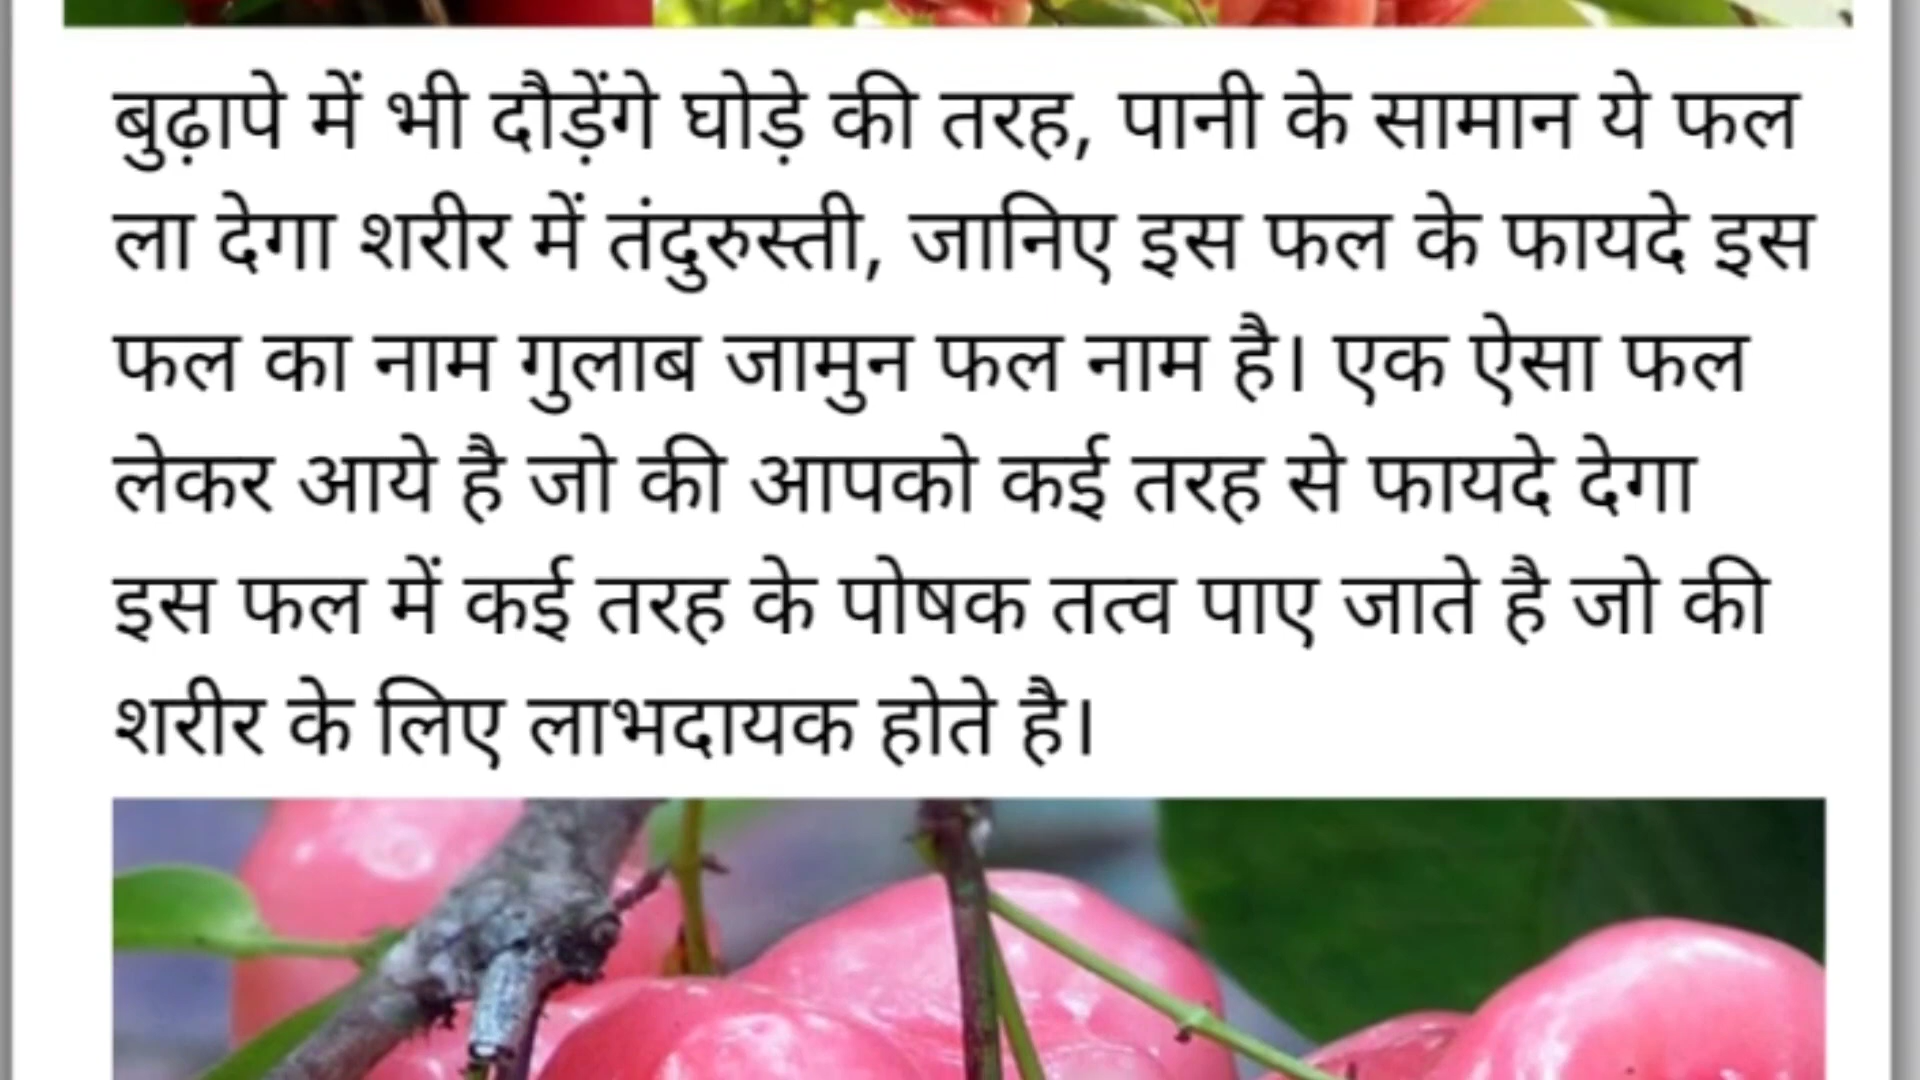 बुढ़ापे में भी दौड़ेंगे घोड़े की तरह, पानी के सामान ये फल
ला देगा शरीर में तंदुरुस्ती, जानिए इस फल के फायदे इस
फल का नाम गुलाब जामुन फल नाम है। एक ऐसा फल
लेकर आये है जो की आपको कई तरह से फायदे देगा
इस फल में कई तरह के पोषक तत्व पाए जाते है जो की
शरीर के लिए लाभदायक होते है।